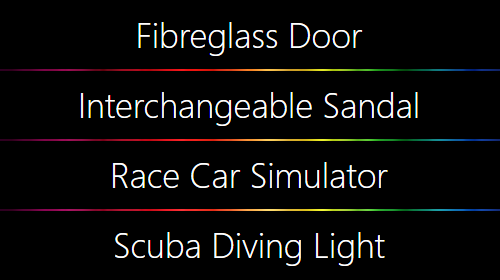 Fibreglass Door
Interchangeable Sandal
Race Car Simulator
Scuba Diving Light